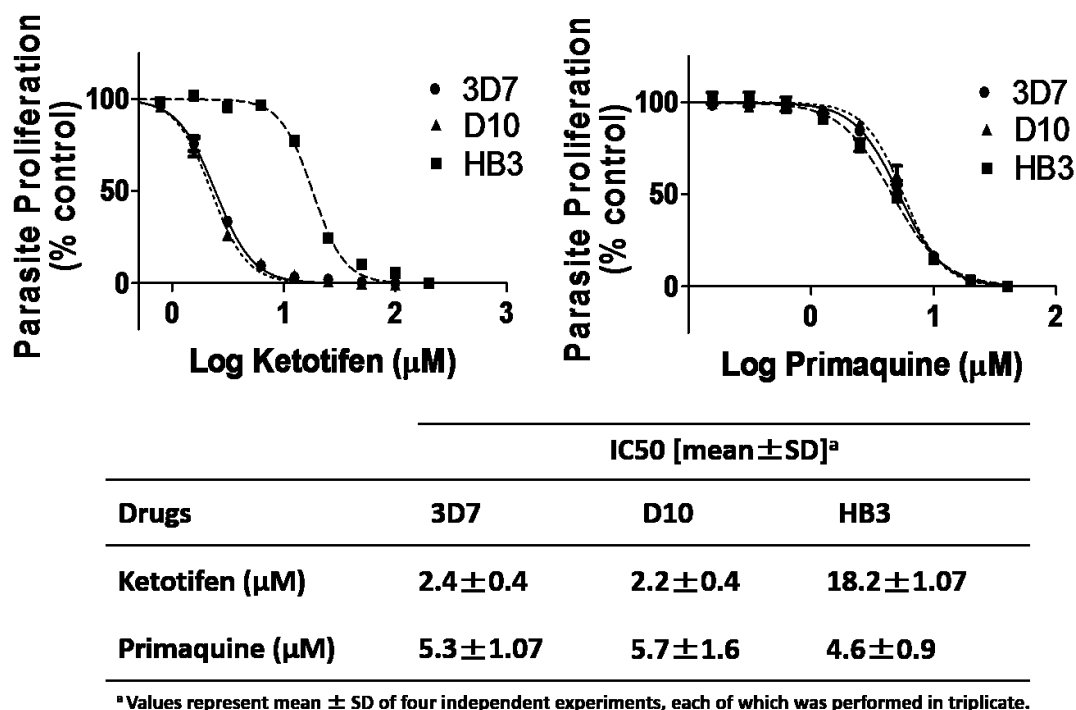 Parasite Proliferation
(% control)
100
50
0
0
1
2
3
Log Ketotifen (μM)
3D7
D10
HB3
Parasite Proliferation
(% control)
100
50
0
0
1
2
Log Primaquine (μM)
3D7
D10
HB3
IC50 [mean±SD]ᵃ
Drugs 3D7 D10 HB3
Ketotifen (μM) 2.4±0.4 2.2±0.4 18.2±1.07
Primaquine (μM) 5.3±1.07 5.7±1.6 4.6±0.9
ᵃ Values represent mean ± SD of four independent experiments, each of which was performed in triplicate.